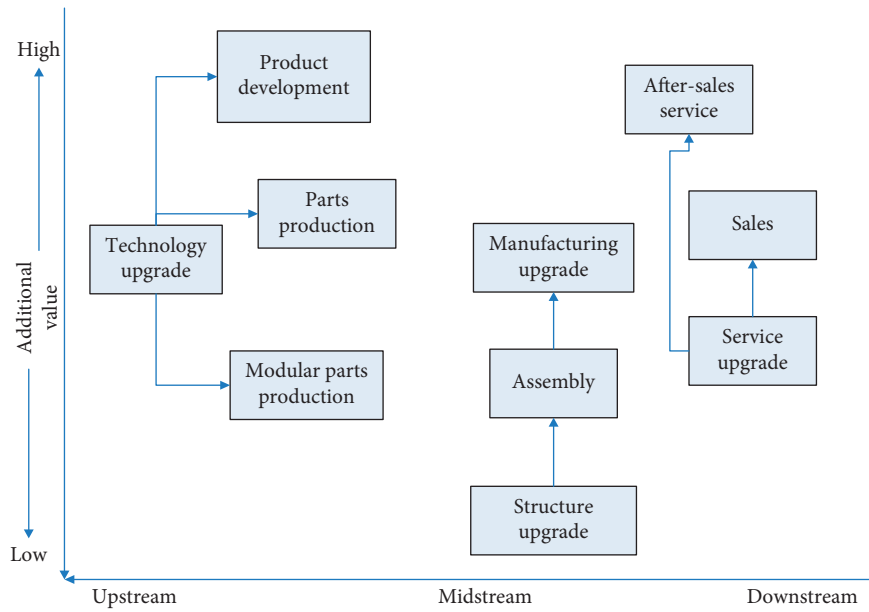 High
Additional
value
Low
Product
development
Parts
production
Technology
upgrade
Modular parts
production
Manufacturing
upgrade
Assembly
Structure
upgrade
After-sales
service
Sales
Service
upgrade
Upstream
Midstream
Downstream